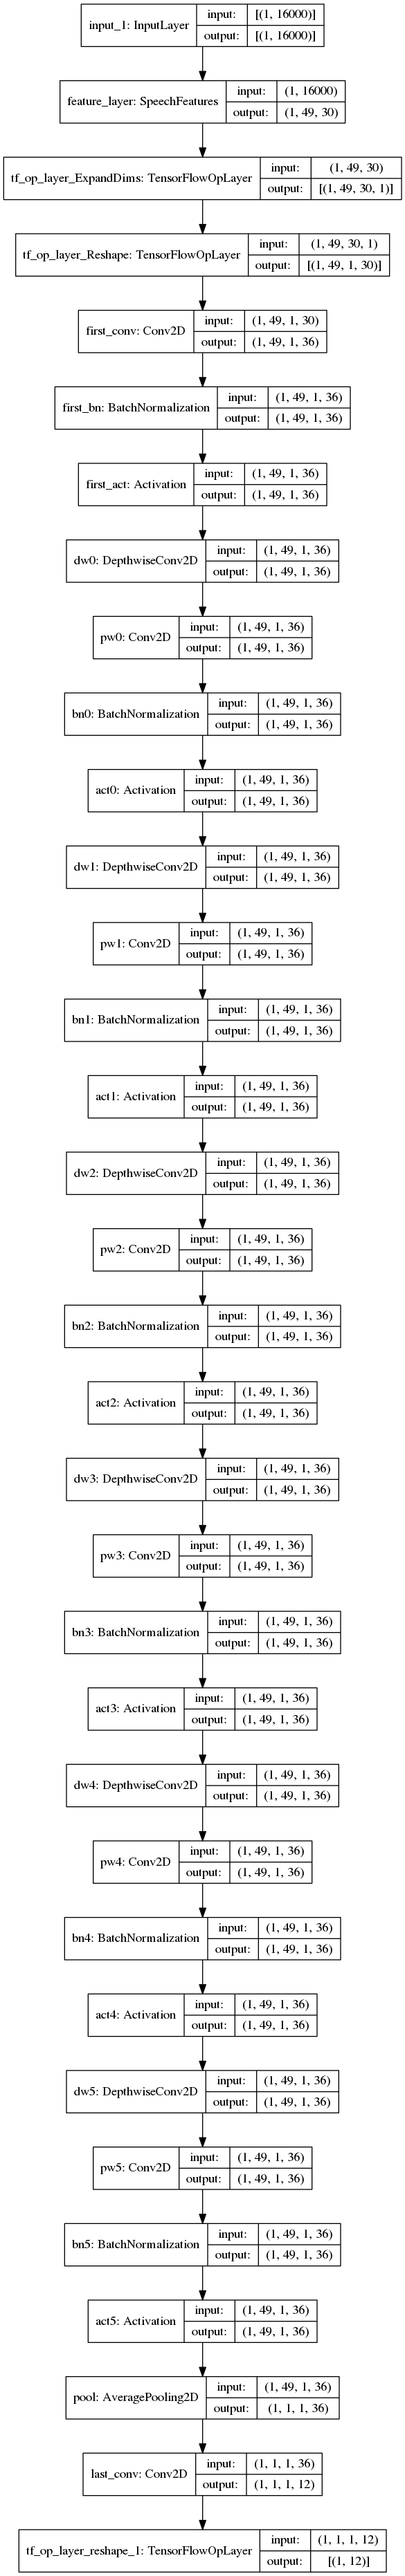 input_1: InputLayer
input: [(1, 16000)]
output: [(1, 16000)]
feature_layer: SpeechFeatures
input: (1, 16000)
output: (1, 49, 30)
tf_op_layer_ExpandDims: TensorFlowOpLayer
input: (1, 49, 30)
output: [(1, 49, 30, 1)]
tf_op_layer_Reshape: TensorFlowOpLayer
input: (1, 49, 30, 1)
output: [(1, 49, 1, 30)]
first_conv: Conv2D
input: (1, 49, 1, 30)
output: (1, 49, 1, 36)
first_bn: BatchNormalization
input: (1, 49, 1, 36)
output: (1, 49, 1, 36)
first_act: Activation
input: (1, 49, 1, 36)
output: (1, 49, 1, 36)
dw0: DepthwiseConv2D
input: (1, 49, 1, 36)
output: (1, 49, 1, 36)
pw0: Conv2D
input: (1, 49, 1, 36)
output: (1, 49, 1, 36)
bn0: BatchNormalization
input: (1, 49, 1, 36)
output: (1, 49, 1, 36)
act0: Activation
input: (1, 49, 1, 36)
output: (1, 49, 1, 36)
dw1: DepthwiseConv2D
input: (1, 49, 1, 36)
output: (1, 49, 1, 36)
pw1: Conv2D
input: (1, 49, 1, 36)
output: (1, 49, 1, 36)
bn1: BatchNormalization
input: (1, 49, 1, 36)
output: (1, 49, 1, 36)
act1: Activation
input: (1, 49, 1, 36)
output: (1, 49, 1, 36)
dw2: DepthwiseConv2D
input: (1, 49, 1, 36)
output: (1, 49, 1, 36)
pw2: Conv2D
input: (1, 49, 1, 36)
output: (1, 49, 1, 36)
bn2: BatchNormalization
input: (1, 49, 1, 36)
output: (1, 49, 1, 36)
act2: Activation
input: (1, 49, 1, 36)
output: (1, 49, 1, 36)
dw3: DepthwiseConv2D
input: (1, 49, 1, 36)
output: (1, 49, 1, 36)
pw3: Conv2D
input: (1, 49, 1, 36)
output: (1, 49, 1, 36)
bn3: BatchNormalization
input: (1, 49, 1, 36)
output: (1, 49, 1, 36)
act3: Activation
input: (1, 49, 1, 36)
output: (1, 49, 1, 36)
dw4: DepthwiseConv2D
input: (1, 49, 1, 36)
output: (1, 49, 1, 36)
pw4: Conv2D
input: (1, 49, 1, 36)
output: (1, 49, 1, 36)
bn4: BatchNormalization
input: (1, 49, 1, 36)
output: (1, 49, 1, 36)
act4: Activation
input: (1, 49, 1, 36)
output: (1, 49, 1, 36)
dw5: DepthwiseConv2D
input: (1, 49, 1, 36)
output: (1, 49, 1, 36)
pw5: Conv2D
input: (1, 49, 1, 36)
output: (1, 49, 1, 36)
bn5: BatchNormalization
input: (1, 49, 1, 36)
output: (1, 49, 1, 36)
act5: Activation
input: (1, 49, 1, 36)
output: (1, 49, 1, 36)
pool: AveragePooling2D
input: (1, 49, 1, 36)
output: (1, 1, 1, 36)
last_conv: Conv2D
input: (1, 1, 1, 36)
output: (1, 1, 1, 12)
tf_op_layer_reshape_1: TensorFlowOpLayer
input: (1, 1, 1, 12)
output: [(1, 12)]